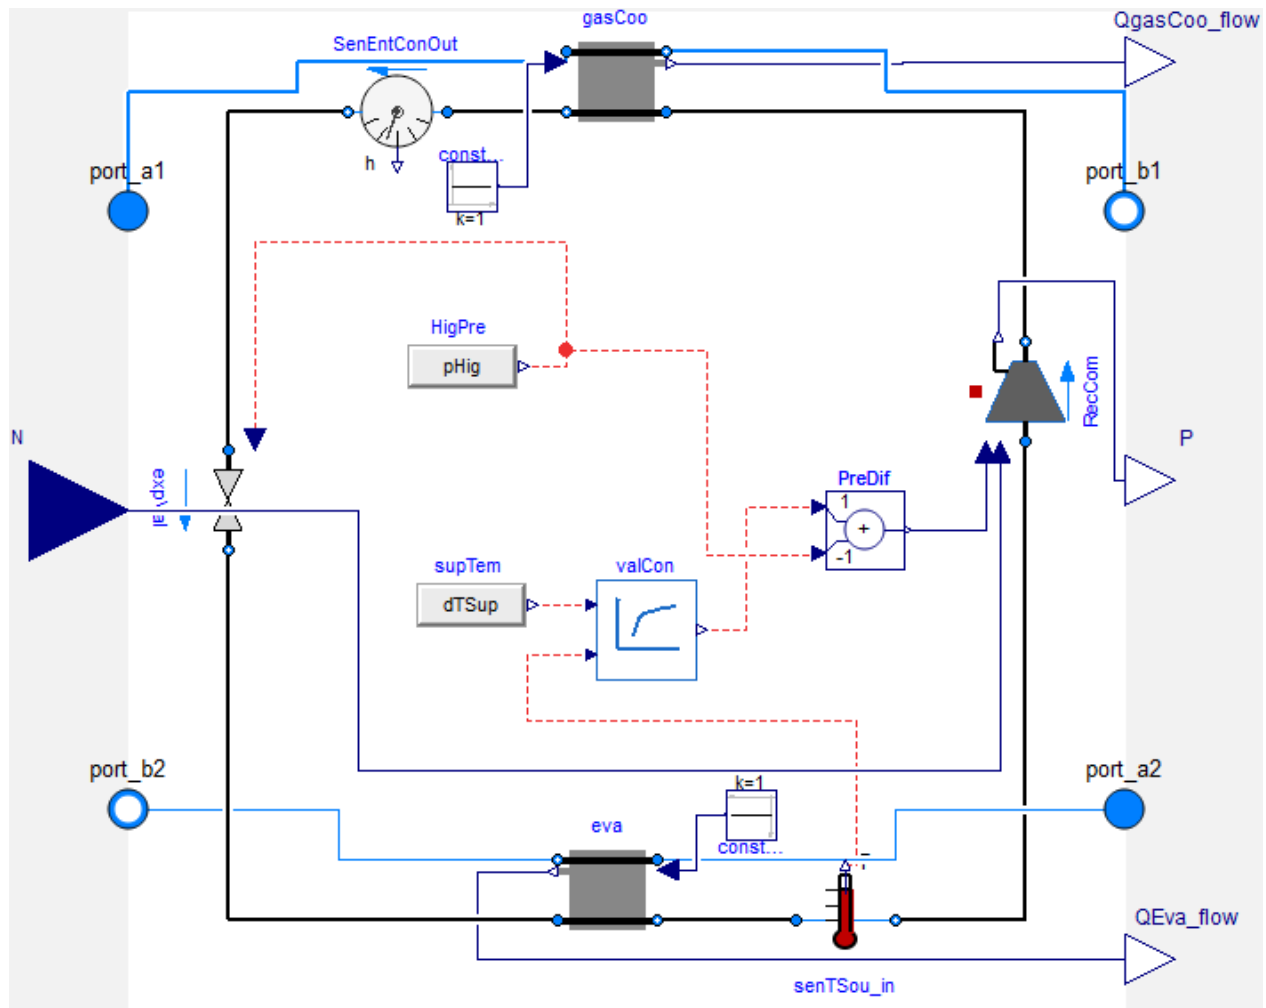 gasCoo
QgasCoo_flow
SenEntConOut
h
const...
k=1
port_a1
port_b1
HigPre
pHig
RecCom
N
P
expVal
PreDif
1
+
-1
supTem
dTSup
valCon
port_b2
port_a2
k=1
const...
eva
QEva_flow
senTSou_in